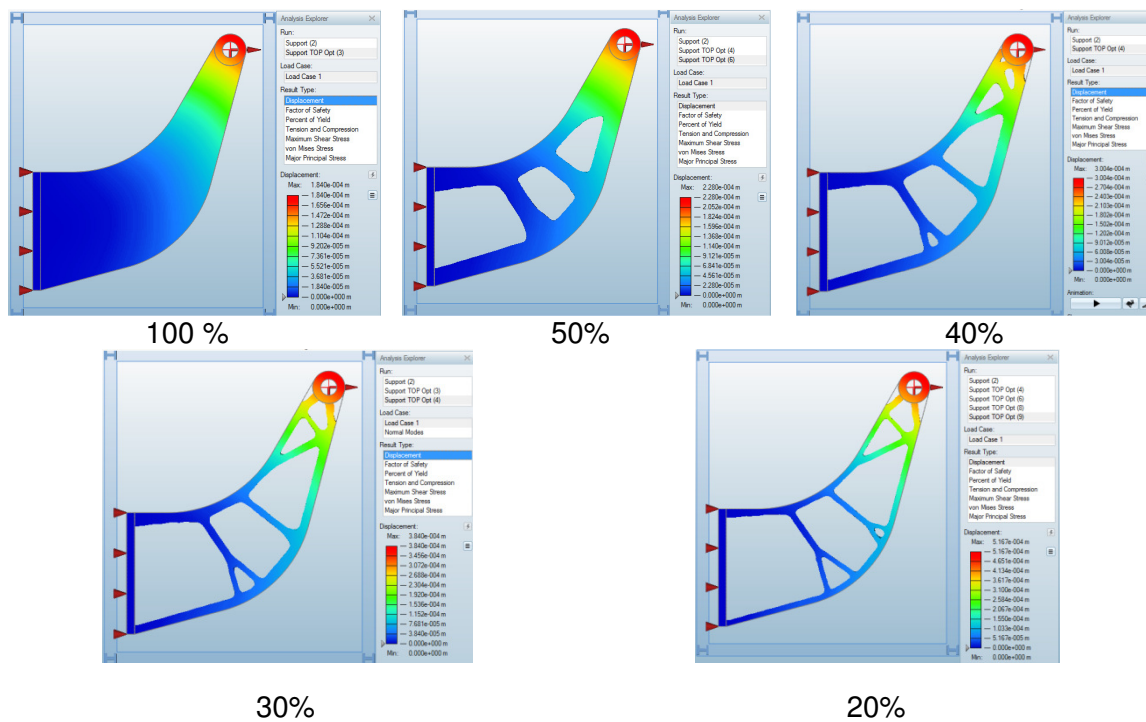 Analysis Explorer
Run:
Support (2)
Support TOP Opt (3)
Load Case:
Load Case 1
Result Type:
Displacement
Factor of Safety
Percent of Yield
Tension and Compression
Maximum Shear Stress
von Mises Stress
Major Principal Stress
Displacement:
Max: 1.840e-004 m
1.840e-004 m
1.656e-004 m
1.472e-004 m
1.288e-004 m
1.104e-004 m
9.202e-005 m
7.361e-005 m
5.521e-005 m
3.681e-005 m
1.840e-005 m
0.000e+000 m
Min: 0.000e+000 m
100 %
Analysis Explorer
Run:
Support (2)
Support TOP Opt (4)
Support TOP Opt (6)
Load Case:
Load Case 1
Result Type:
Displacement
Factor of Safety
Percent of Yield
Tension and Compression
Maximum Shear Stress
von Mises Stress
Major Principal Stress
Displacement:
Max: 2.280e-004 m
2.280e-004 m
2.052e-004 m
1.824e-004 m
1.596e-004 m
1.368e-004 m
1.140e-004 m
9.121e-005 m
6.841e-005 m
4.561e-005 m
2.280e-005 m
0.000e+000 m
Min: 0.000e+000 m
50%
Analysis Explorer
Run:
Support (2)
Support TOP Opt (4)
Load Case:
Load Case 1
Result Type:
Displacement
Factor of Safety
Percent of Yield
Tension and Compression
Maximum Shear Stress
von Mises Stress
Major Principal Stress
Displacement:
Max: 3.004e-004 m
3.004e-004 m
2.704e-004 m
2.403e-004 m
2.103e-004 m
1.802e-004 m
1.502e-004 m
1.202e-004 m
9.012e-005 m
6.008e-005 m
3.004e-005 m
0.000e+000 m
Min: 0.000e+000 m
Animation:
40%
Analysis Explorer
Run:
Support (2)
Support TOP Opt (3)
Support TOP Opt (4)
Load Case:
Load Case 1
Normal Modes
Result Type:
Displacement
Factor of Safety
Percent of Yield
Tension and Compression
Maximum Shear Stress
von Mises Stress
Major Principal Stress
Displacement:
Max: 3.840e-004 m
3.840e-004 m
3.456e-004 m
3.072e-004 m
2.688e-004 m
2.304e-004 m
1.920e-004 m
1.536e-004 m
1.152e-004 m
7.681e-005 m
3.840e-005 m
0.000e+000 m
Min: 0.000e+000 m
30%
Analysis Explorer
Run:
Support (2)
Support TOP Opt (4)
Support TOP Opt (6)
Support TOP Opt (8)
Support TOP Opt (9)
Load Case:
Load Case 1
Result Type:
Displacement
Factor of Safety
Percent of Yield
Tension and Compression
Maximum Shear Stress
von Mises Stress
Major Principal Stress
Displacement:
Max: 5.167e-004 m
5.167e-004 m
4.651e-004 m
4.134e-004 m
3.617e-004 m
3.100e-004 m
2.584e-004 m
2.067e-004 m
1.550e-004 m
1.033e-004 m
5.167e-005 m
0.000e+000 m
Min: 0.000e+000 m
20%